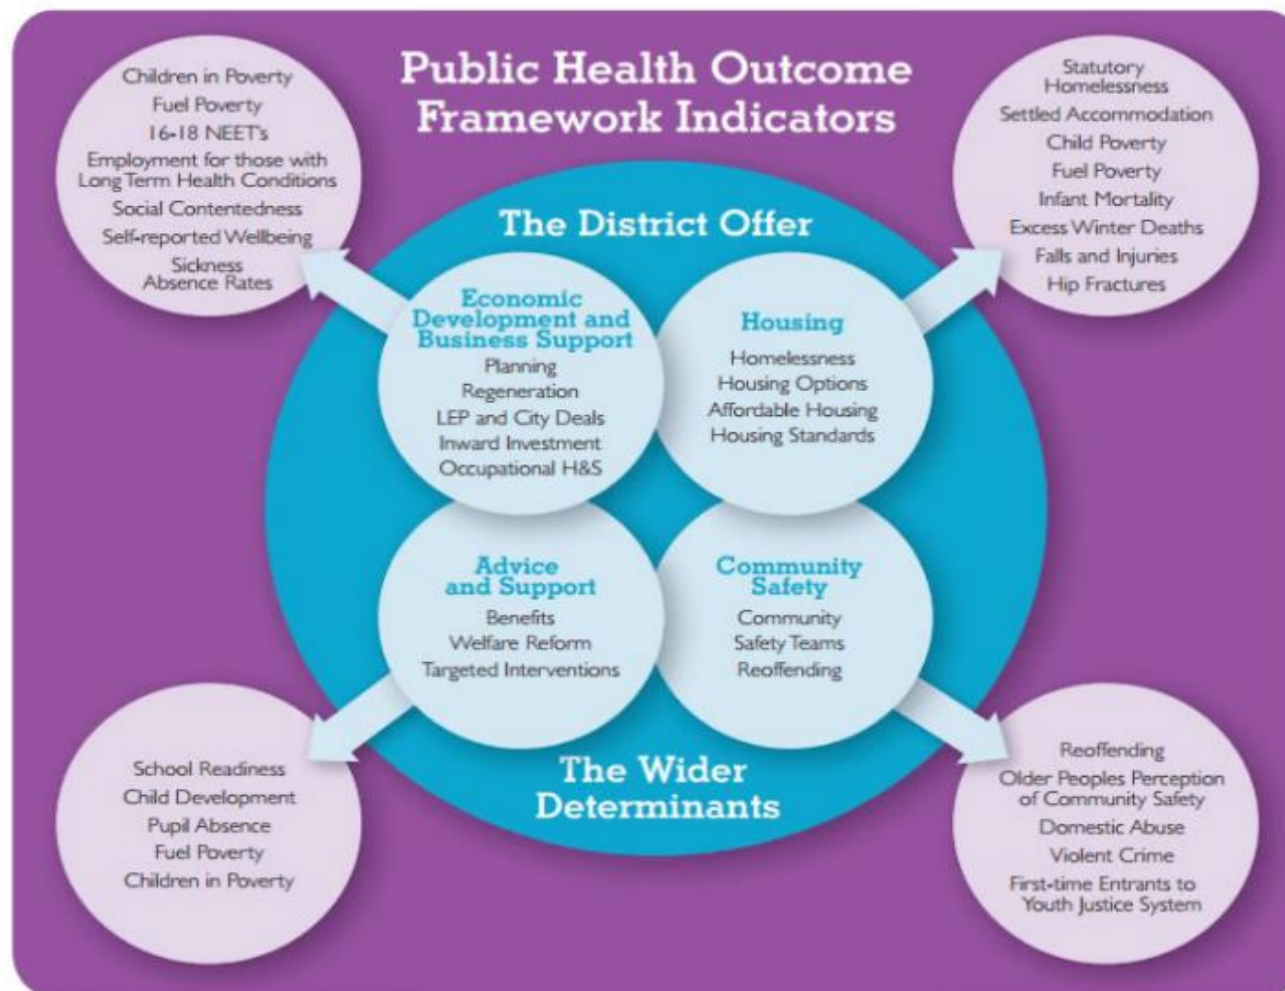 Public Health Outcome
Framework Indicators
Children in Poverty
Fuel Poverty
16-18 NEET's
Employment for those with
Long Term Health Conditions
Social Contentedness
Self-reported Wellbeing
Sickness
Absence Rates
Statutory
Homelessness
Settled Accommodation
Child Poverty
Fuel Poverty
Infant Mortality
Excess Winter Deaths
Falls and Injuries
Hip Fractures
The District Offer
Economic
Development and
Business Support
Planning
Regeneration
LEP and City Deals
Inward Investment
Occupational H&S
Housing
Homelessness
Housing Options
Affordable Housing
Housing Standards
Advice
and Support
Benefits
Welfare Reform
Targeted Interventions
Community
Safety
Community
Safety Teams
Reoffending
The Wider
Determinants
School Readiness
Child Development
Pupil Absence
Fuel Poverty
Children in Poverty
Reoffending
Older Peoples Perception
of Community Safety
Domestic Abuse
Violent Crime
First-time Entrants to
Youth Justice System